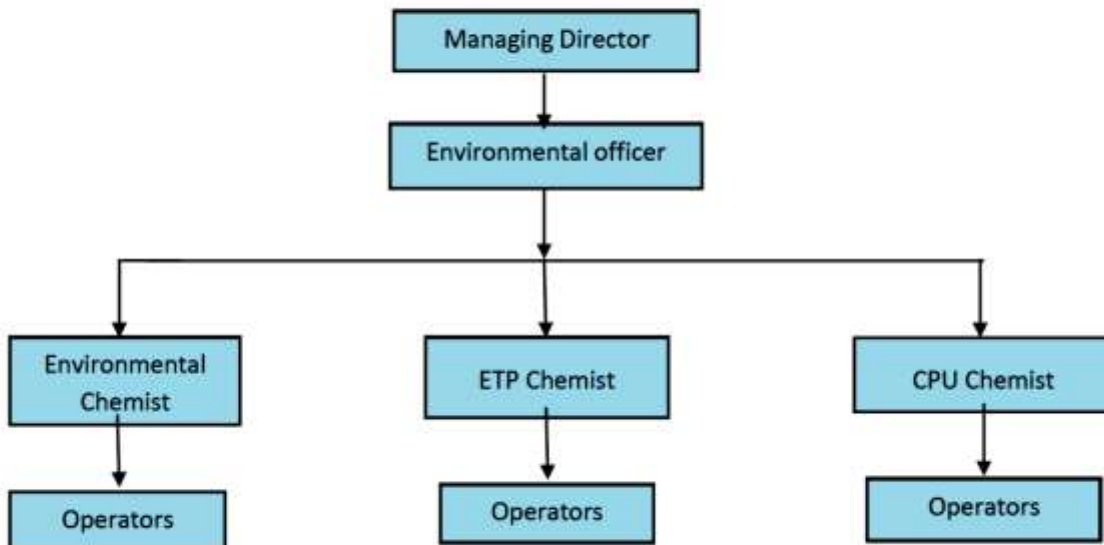 Managing Director
Environmental officer
Environmental
Chemist
ETP Chemist
CPU Chemist
Operators
Operators
Operators